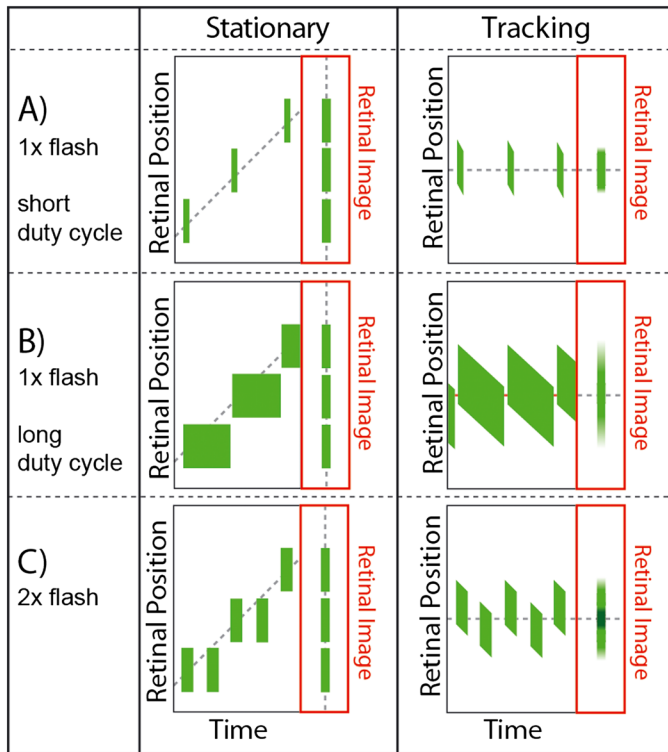 Stationary
Tracking
A)
1x flash
short
duty cycle
Retinal Position
Retinal Image
Retinal Position
Retinal Image
B)
1x flash
long
duty cycle
Retinal Position
Retinal Image
Retinal Position
Retinal Image
C)
2x flash
Retinal Position
Retinal Image
Retinal Position
Retinal Image
Time
Time